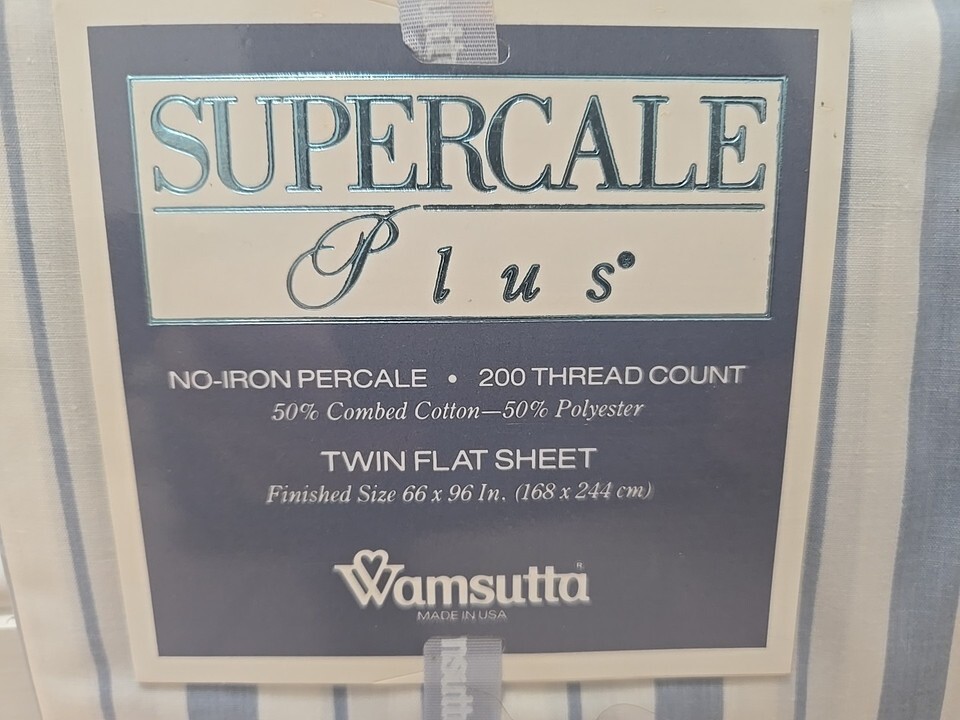 SUPERCALE
Plus
NO-IRON PERCALE • 200 THREAD COUNT
50% Combed Cotton—50% Polyester
TWIN FLAT SHEET
Finished Size 66 x 96 In. (168 x 244 cm)
Wamsutta®
MADE IN USA